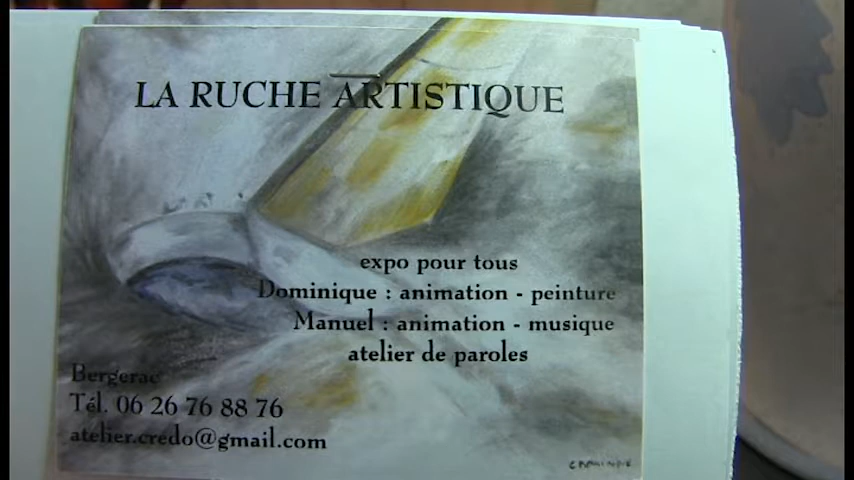 LA RUCHE ARTISTIQUE
expo pour tous
Dominique : animation - peinture
Manuel : animation - musique
atelier de paroles
Bergerac
Tél. 06 26 76 88 76
atelier.credo@gmail.com